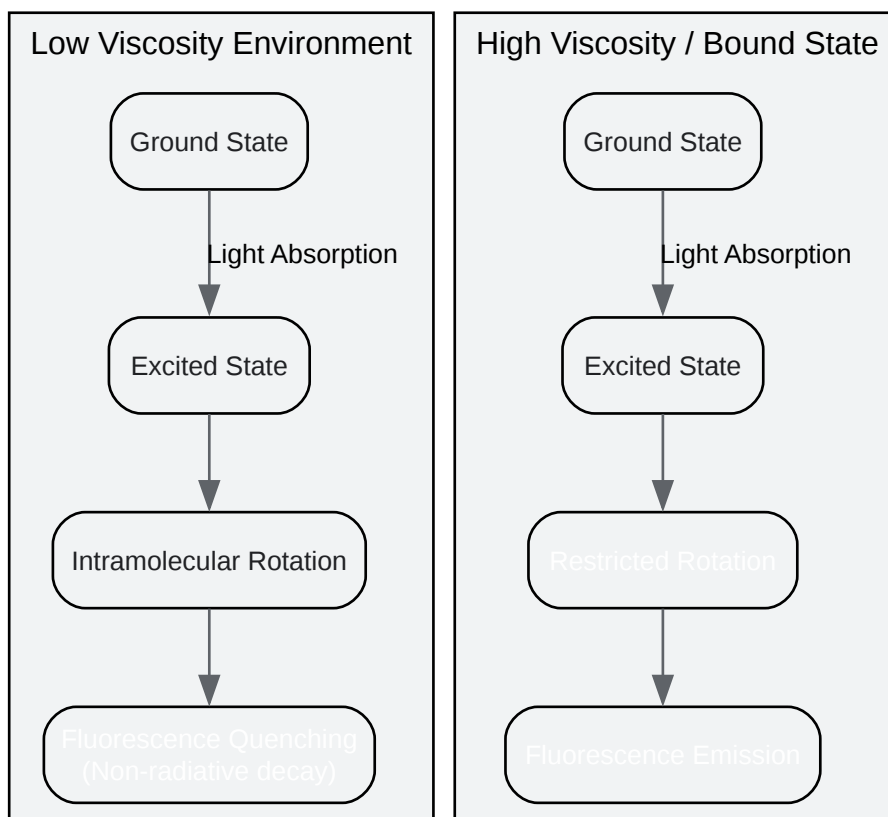 Low Viscosity Environment
Ground State
Light Absorption
Excited State
Intramolecular Rotation
Fluorescence Quenching
(Non-radiative decay)
High Viscosity / Bound State
Ground State
Light Absorption
Excited State
Restricted Rotation
Fluorescence Emission